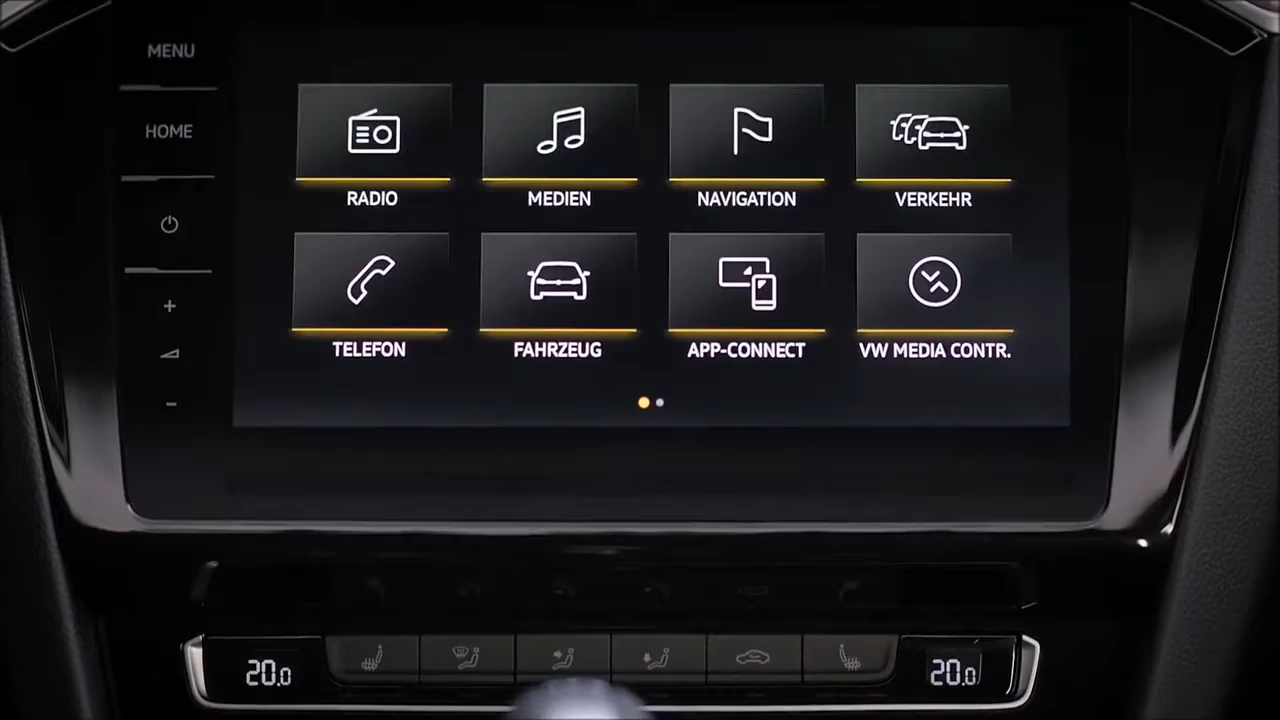 MENU
HOME
RADIO
MEDIEN
NAVIGATION
VERKEHR
TELEFON
FAHRZEUG
APP-CONNECT
VW MEDIA CONTR.
+
-
20.0
20.0